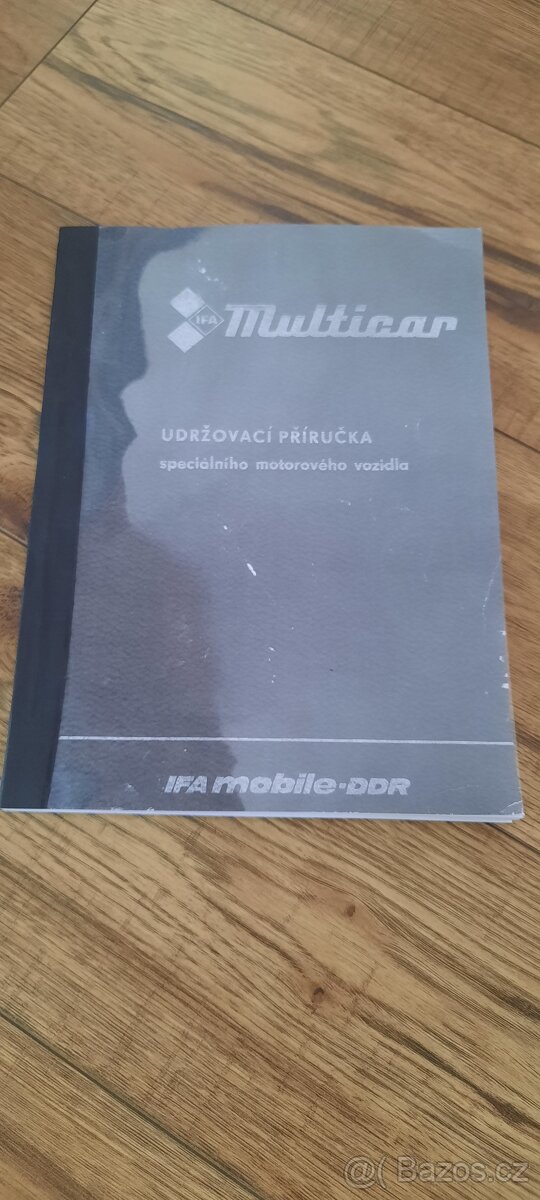 IFA Multicar
UDRŽOVACÍ PŘÍRUČKA
speciálního motorového vozidla
IFA mobile-DDR
@( Bazos.cz